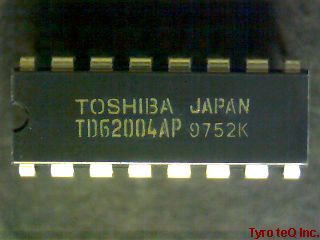 TOSHIBA JAPAN
TD62004AP 9752K
Tyro teQ Inc.